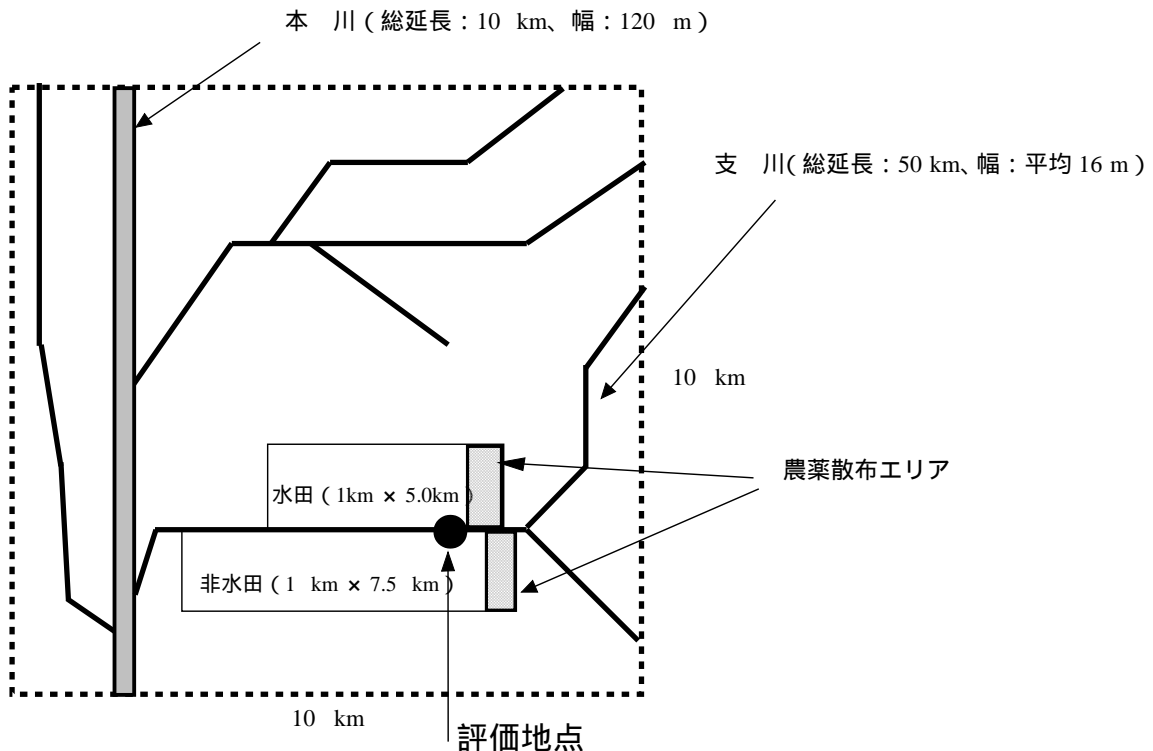 本　川（総延長：10 km、幅：120 m）
支　川（総延長：50 km、幅：平均 16 m）
10 km
農薬散布エリア
水田（1km × 5.0km）
非水田（1 km × 7.5 km）
10 km
評価地点